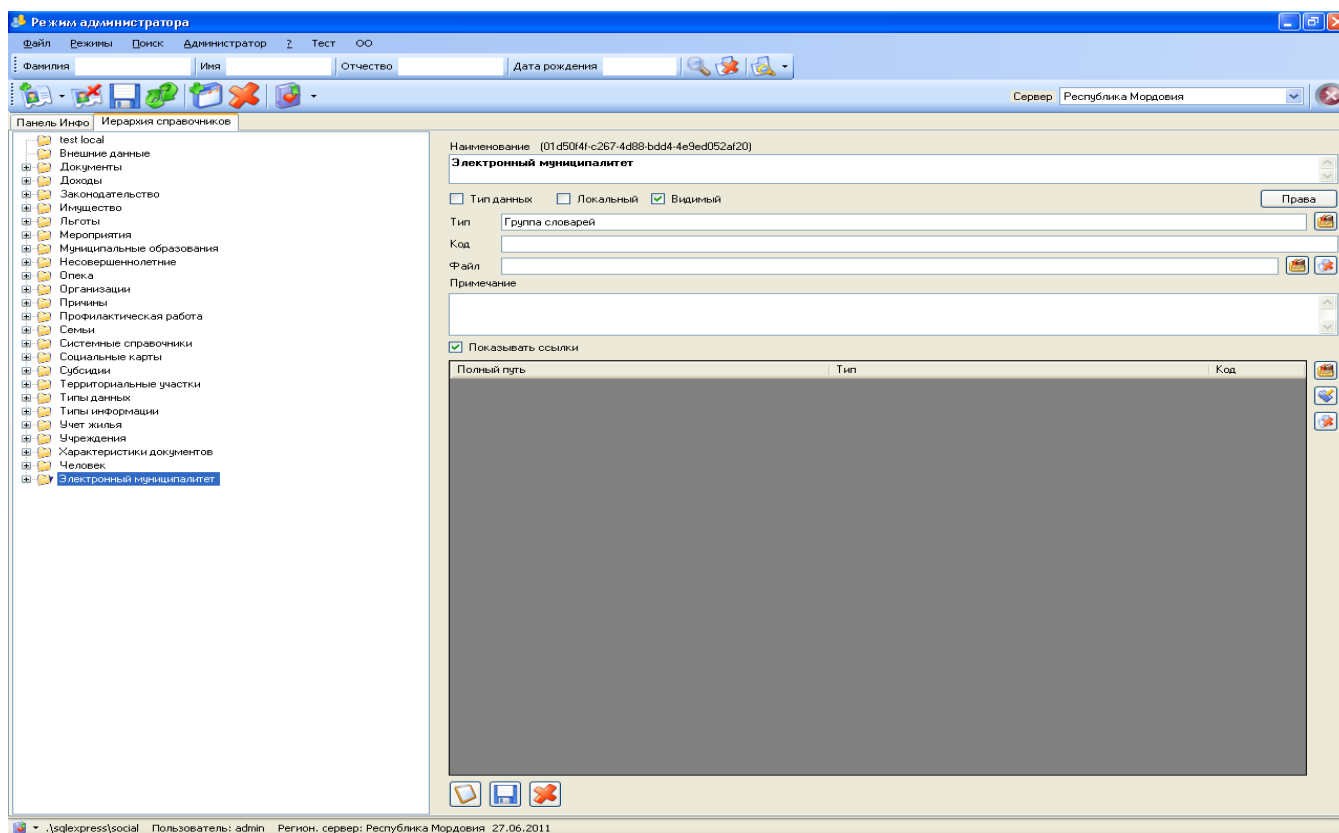 Режим администратора
Файл Режимы Поиск Администратор ? Тест ОО
Фамилия Имя Отчество Дата рождения
Сервер Республика Мордовия
Панель Инфо Иерархия справочников
test local
Внешние данные
Документы
Доходы
Законодательство
Имущество
Льготы
Мероприятия
Муниципальные образования
Несовершеннолетние
Опека
Организации
Причины
Профилактическая работа
Семьи
Системные справочники
Социальные карты
Субсидии
Территориальные участки
Типы данных
Типы информации
Учет жилья
Учреждения
Характеристики документов
Человек
Электронный муниципалитет
Наименование (01d50f4f-c267-4d88-bdd4-4e9ed052af20)
Электронный муниципалитет
Тип данных Локальный Видимый Права
Тип Группа словарей
Код
Файл
Примечание
Показывать ссылки
Полный путь Тип Код
.\sqlexpress\social Пользователь: admin Регион. сервер: Республика Мордовия 27.06.2011